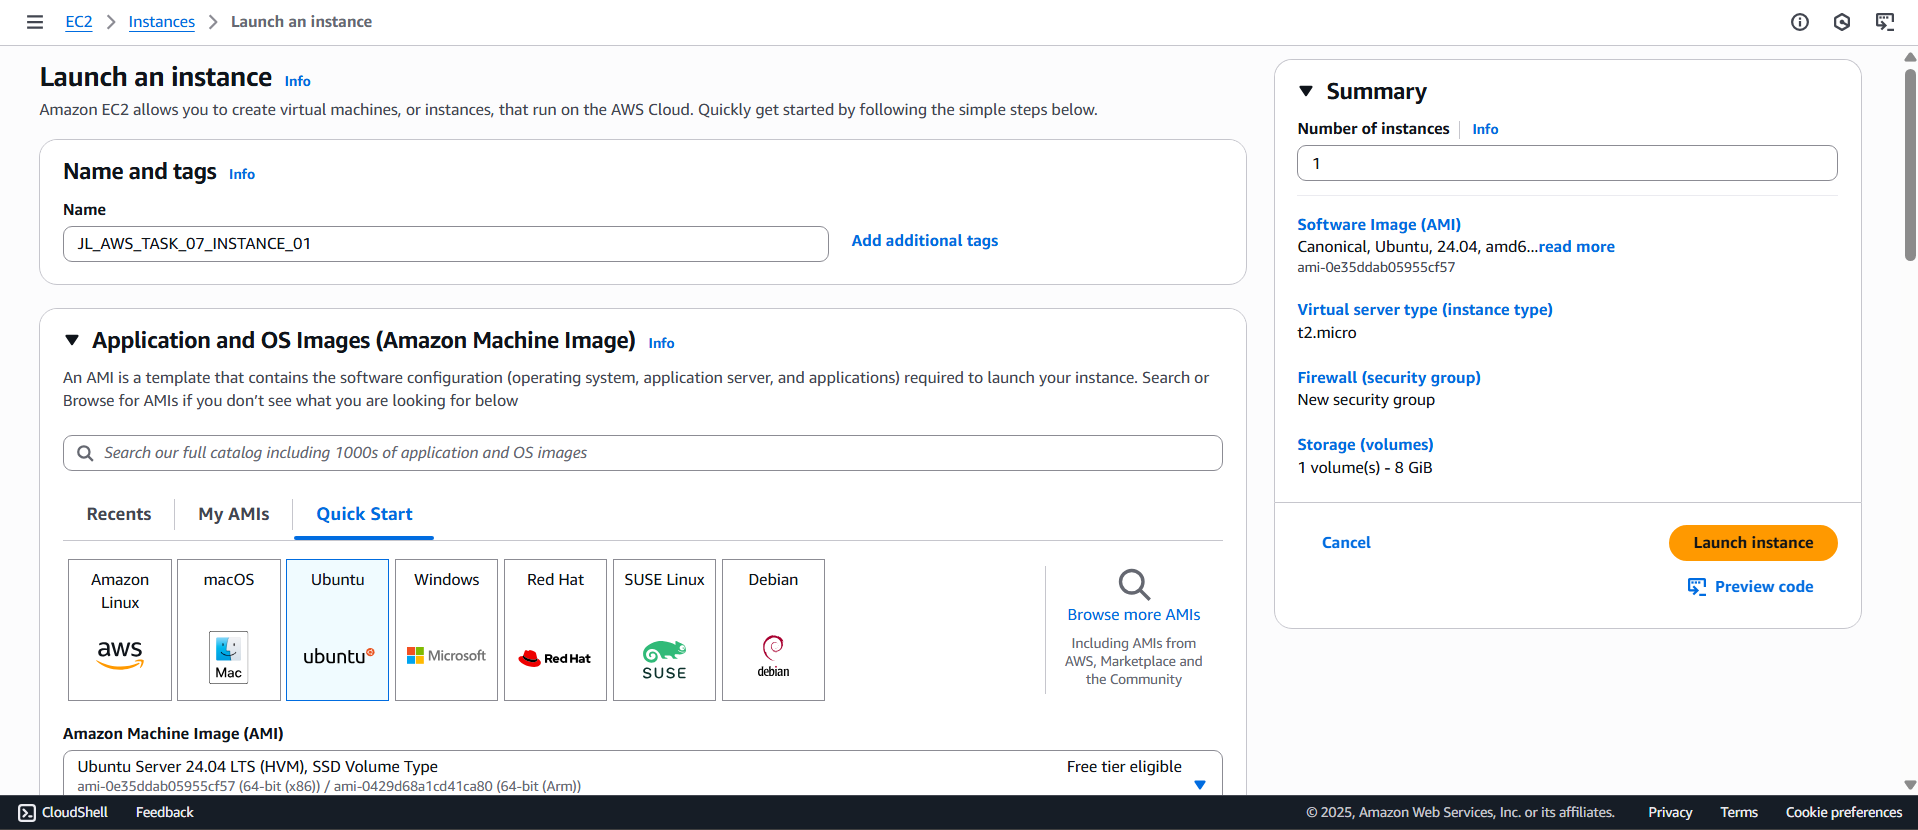 EC2 > Instances > Launch an instance
Launch an instance Info
Amazon EC2 allows you to create virtual machines, or instances, that run on the AWS Cloud. Quickly get started by following the simple steps below.
Name and tags Info
Name
JL_AWS_TASK_07_INSTANCE_01
Add additional tags
Application and OS Images (Amazon Machine Image) Info
An AMI is a template that contains the software configuration (operating system, application server, and applications) required to launch your instance. Search or
Browse for AMIs if you don’t see what you are looking for below
Search our full catalog including 1000s of application and OS images
Recents My AMIs Quick Start
Amazon
Linux
aws
macOS
Mac
Ubuntu
ubuntu
Windows
Microsoft
Red Hat
Red Hat
SUSE Linux
SUSE
Debian
debian
Browse more AMIs
Including AMIs from
AWS, Marketplace and
the Community
Amazon Machine Image (AMI)
Ubuntu Server 24.04 LTS (HVM), SSD Volume Type
Free tier eligible
ami-0e35ddab05955cf57 (64-bit (x86)) / ami-0429d68a1cd41ca80 (64-bit (Arm))
Summary
Number of instances Info
1
Software Image (AMI)
Canonical, Ubuntu, 24.04, amd6...read more
ami-0e35ddab05955cf57
Virtual server type (instance type)
t2.micro
Firewall (security group)
New security group
Storage (volumes)
1 volume(s) - 8 GiB
Cancel
Launch instance
Preview code
CloudShell Feedback
© 2025, Amazon Web Services, Inc. or its affiliates. Privacy Terms Cookie preferences